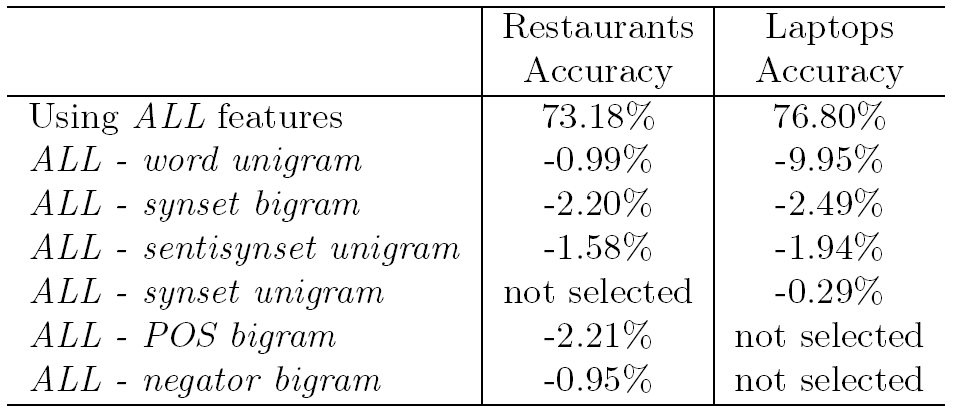 Restaurants Laptops
Accuracy Accuracy
Using ALL features 73.18% 76.80%
ALL - word unigram -0.99% -9.95%
ALL - synset bigram -2.20% -2.49%
ALL - sentisynset unigram -1.58% -1.94%
ALL - synset unigram not selected -0.29%
ALL - POS bigram -2.21% not selected
ALL - negator bigram -0.95% not selected